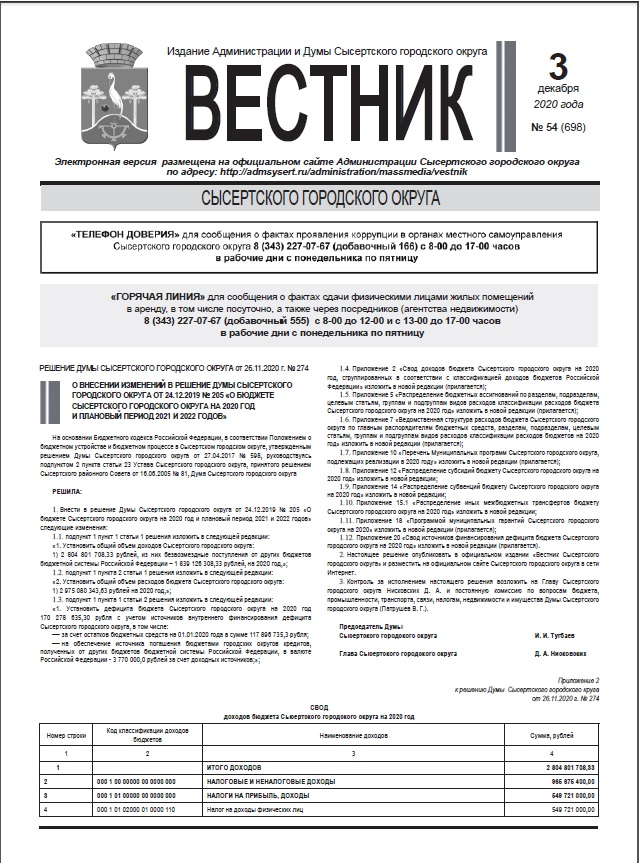 Издание Администрации и Думы Сысертского городского округа
ВЕСТНИК
3
декабря
2020 года
№ 54 (698)
Электронная версия размещена на официальном сайте Администрации Сысертского городского округа
по адресу: http://admsysert.ru/administration/massmedia/vestnik
СЫСЕРТСКОГО ГОРОДСКОГО ОКРУГА
«ТЕЛЕФОН ДОВЕРИЯ» для сообщения о фактах проявления коррупции в органах местного самоуправления
Сысертского городского округа 8 (343) 227-07-67 (добавочный 166) с 8-00 до 17-00 часов
в рабочие дни с понедельника по пятницу
«ГОРЯЧАЯ ЛИНИЯ» для сообщения о фактах сдачи физическими лицами жилых помещений
в аренду, в том числе посуточно, а также через посредников (агентства недвижимости)
8 (343) 227-07-67 (добавочный 555) с 8-00 до 12-00 и с 13-00 до 17-00 часов
в рабочие дни с понедельника по пятницу
РЕШЕНИЕ ДУМЫ СЫСЕРТСКОГО ГОРОДСКОГО ОКРУГА от 26.11.2020 г. № 274
О ВНЕСЕНИИ ИЗМЕНЕНИЙ В РЕШЕНИЕ ДУМЫ СЫСЕРТСКОГО
ГОРОДСКОГО ОКРУГА ОТ 24.12.2019 № 205 «О БЮДЖЕТЕ
СЫСЕРТСКОГО ГОРОДСКОГО ОКРУГА НА 2020 ГОД
И ПЛАНОВЫЙ ПЕРИОД 2021 И 2022 ГОДОВ»
На основании Бюджетного кодекса Российской Федерации, в соответствии Положением о
бюджетном устройстве и бюджетном процессе в Сысертском городском округе, утвержденным
решением Думы Сысертского городского округа от 27.04.2017 № 598, руководствуясь
подпунктом 2 пункта статьи 23 Устава Сысертского городского округа, принятого решением
Сысертского районного Совета от 16.06.2005 № 81, Дума Сысертского городского округа
РЕШИЛА:
1. Внести в решение Думы Сысертского городского округа от 24.12.2019 № 205 «О
бюджете Сысертского городского округа на 2020 год и плановый период 2021 и 2022 годов»
следующие изменения:
1.1. подпункт 1 пункт 1 статьи 1 решения изложить в следующей редакции:
«1. Установить общий объем доходов Сысертского городского округа:
1) 2 804 801 708,33 рублей, из них безвозмездные поступления от других бюджетов
бюджетной системы Российской Федерации – 1 839 126 308,33 рублей, на 2020 год,»;
1.2. подпункт 1 пункта 2 статьи 1 решения изложить в следующей редакции:
«2. Установить общий объем расходов бюджета Сысертского городского округа:
1) 2 975 080 343,63 рублей на 2020 год,»;
1.3. подпункт 1 пункта 1 статьи 2 решения изложить в следующей редакции:
«1. Установить дефицита бюджета Сысертского городского округа на 2020 год
170 278 635,30 рублей с учетом источников внутреннего финансирования дефицита
Сысертского городского округа, в том числе:
— за счет остатков бюджетных средств на 01.01.2020 года в сумме 117 896 735,3 рубля;
— на обеспечение источника погашения бюджетами городских округов кредитов,
полученных от других бюджетов бюджетной системы Российской Федерации, в валюте
Российской Федерации - 3 770 000,0 рублей за счет доходных источников;»;
1.4. Приложение 2 «Свод доходов бюджета Сысертского городского округа на 2020
год, сгруппированных в соответствии с классификацией доходов бюджетов Российской
Федерации» изложить в новой редакции (прилагается);
1.5. Приложение 5 «Распределение бюджетных ассигнований по разделам, подразделам,
целевым статьям, группам и подгруппам видов расходов классификации расходов бюджета
Сысертского городского округа на 2020 год» изложить в новой редакции (прилагается);
1.6. Приложение 7 «Ведомственная структура расходов бюджета Сысертского городского
округа по главным распорядителям бюджетных средств, разделам, подразделам, целевым
статьям, группам и подгруппам видов расходов классификации расходов бюджетов на 2020
год» изложить в новой редакции (прилагается);
1.7. Приложение 10 «Перечень Муниципальных программ Сысертского городского округа,
подлежащих реализации в 2020 году» изложить в новой редакции (прилагается);
1.8. Приложение 12 «Распределение субсидий бюджету Сысертского городского округа на
2020 год» изложить в новой редакции;
1.9. Приложение 14 «Распределение субвенций бюджету Сысертского городского округа
на 2020 год» изложить в новой редакции;
1.10. Приложение 15.1 «Распределение иных межбюджетных трансфертов бюджету
Сысертского городского округа на 2020 год» изложить в новой редакции;
1.11. Приложение 18 «Программой муниципальных гарантий Сысертского городского
округа на 2020» изложить в новой редакции;
1.12. Приложение 20 «Свод источников финансирования дефицита бюджета Сысертского
городского округа на 2020 год» изложить в новой редакции (прилагается).
2. Настоящее решение опубликовать в официальном издании «Вестник Сысертского
городского округа» и разместить на официальном сайте Сысертского городского округа в сети
Интернет.
3. Контроль за исполнением настоящего решения возложить на Главу Сысертского
городского округа Нисковских Д. А. и постоянную комиссию по вопросам бюджета,
промышленности, транспорта, связи, налогам, недвижимости и имущества Думы Сысертского
городского округа (Патрушев В. Г.).
Председатель Думы
Сысертского городского округа И. И. Тугбаев
Глава Сысертского городского округа Д. А. Нисковских
Приложение 2
к решению Думы Сысертского городского круга
от 26.11.2020 г. № 274
СВОД
доходов бюджета Сысертского городского округа на 2020 год
Номер строки Код классификации доходов бюджетов Наименование доходов Сумма, рублей
1 2 3 4
1 ИТОГО ДОХОДОВ 2 804 801 708,33
2 000 1 00 00000 00 0000 000 НАЛОГОВЫЕ И НЕНАЛОГОВЫЕ ДОХОДЫ 965 675 400,00
3 000 1 01 00000 00 0000 000 НАЛОГИ НА ПРИБЫЛЬ, ДОХОДЫ 549 721 000,00
4 000 1 01 02000 01 0000 110 Налог на доходы физических лиц 549 721 000,00